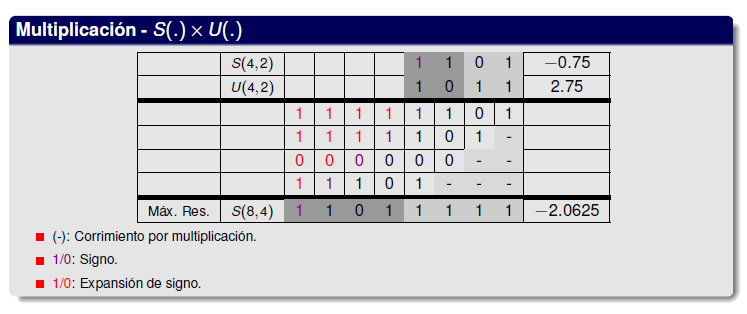 Multiplicación - S(.) × U(.)
S(4,2) 1 1 0 1 −0.75
U(4,2) 1 0 1 1 2.75
1 1 1 1 1 1 0 1
1 1 1 1 1 0 1 -
0 0 0 0 0 0 - -
1 1 1 0 1 - - -
Máx. Res. S(8,4) 1 1 0 1 1 1 1 1 −2.0625
(-): Corrimiento por multiplicación.
1/0: Signo.
1/0: Expansión de signo.